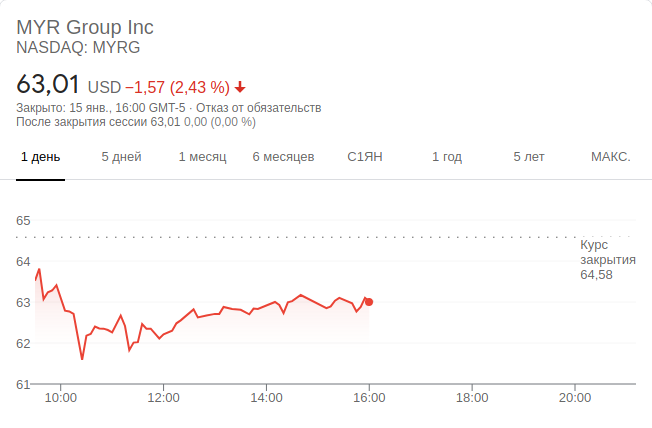 MYR Group Inc
NASDAQ: MYRG
63,01 USD −1,57 (2,43 %)
Закрыто: 15 янв., 16:00 GMT-5 · Отказ от обязательств
После закрытия сессии 63,01 0,00 (0,00 %)
1 день 5 дней 1 месяц 6 месяцев С1ЯН 1 год 5 лет МАКС.
65
Курс
закрытия
64,58
64
63
62
61
10:00 12:00 14:00 16:00 18:00 20:00